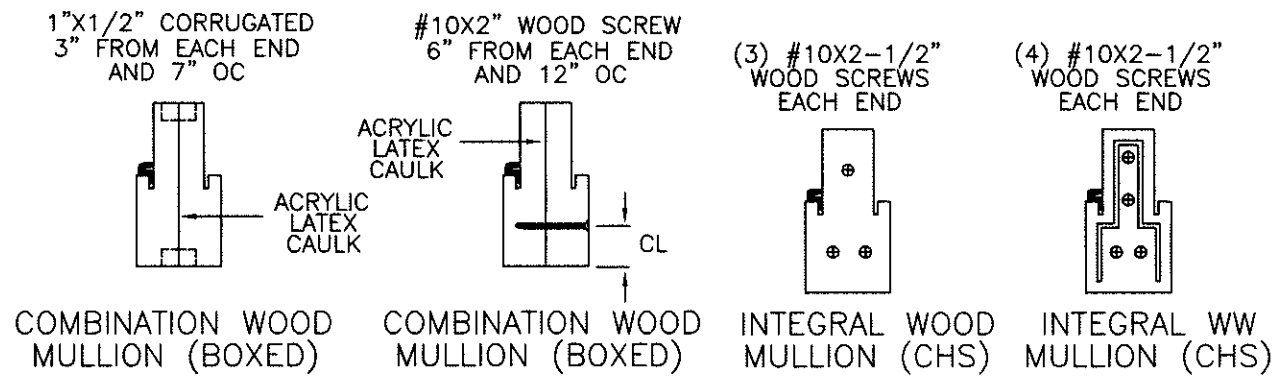 1"X1/2" CORRUGATED
3" FROM EACH END
AND 7" OC
ACRYLIC
LATEX
CAULK
COMBINATION WOOD
MULLION (BOXED)
#10X2" WOOD SCREW
6" FROM EACH END
AND 12" OC
ACRYLIC
LATEX
CAULK
CL
COMBINATION WOOD
MULLION (BOXED)
(3) #10X2-1/2"
WOOD SCREWS
EACH END
INTEGRAL WOOD
MULLION (CHS)
(4) #10X2-1/2"
WOOD SCREWS
EACH END
INTEGRAL WW
MULLION (CHS)